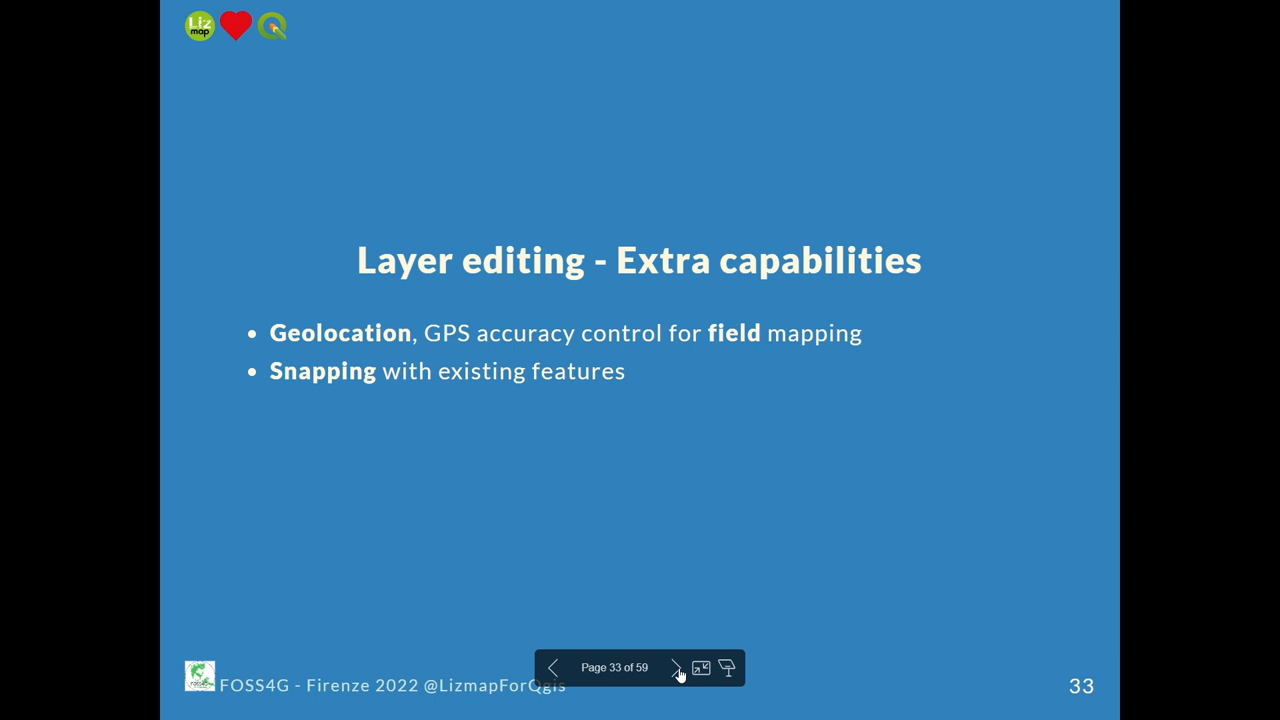 Liz
map
Layer editing - Extra capabilities
• Geolocation, GPS accuracy control for field mapping
• Snapping with existing features
Page 33 of 59
FOSS4G - Firenze 2022 @LizmapForQgis
33